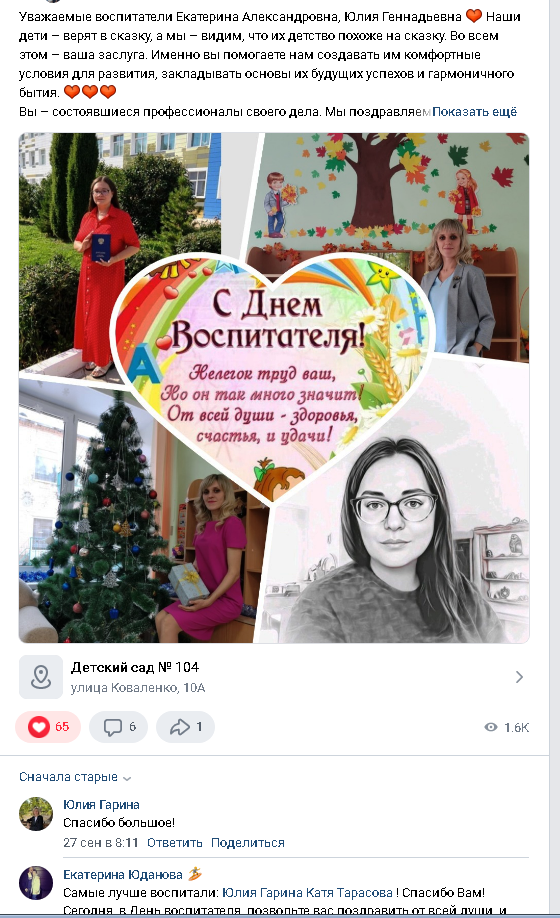 Уважаемые воспитатели Екатерина Александровна, Юлия Геннадьевна ❤ Наши
дети – верят в сказку, а мы – видим, что их детство похоже на сказку. Во всем
этом – ваша заслуга. Именно вы помогаете нам создавать им комфортные
условия для развития, закладывать основы их будущих успехов и гармоничного
бытия. ❤❤❤
Вы – состоявшиеся профессионалы своего дела. Мы поздравляем Показать ещё
С Днем
Воспитателя!
А
Нелегок труд ваш,
Но он так много значит!
От всей души - здоровья,
счастья, и удачи!
Детский сад № 104
улица Коваленко, 10А
65
6
1
1.6K
Сначала старые
Юлия Гарина
Спасибо большое!
27 сен в 8:11 Ответить Поделиться
Екатерина Юданова
Самые лучше воспитали: Юлия Гарина Катя Тарасова ! Спасибо Вам!
Сегодня, в День воспитателя, позвольте вас поздравить от всей души, и